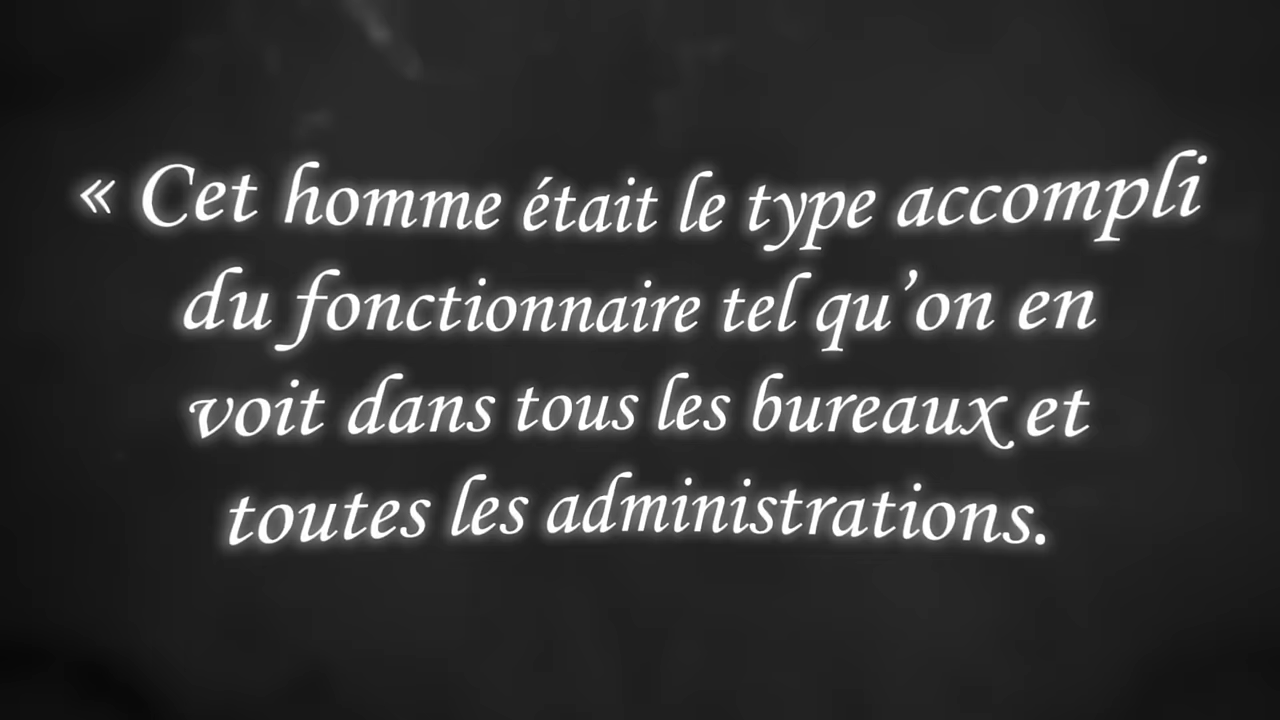 « Cet homme était le type accompli
du fonctionnaire tel qu’on en
voit dans tous les bureaux et
toutes les administrations.